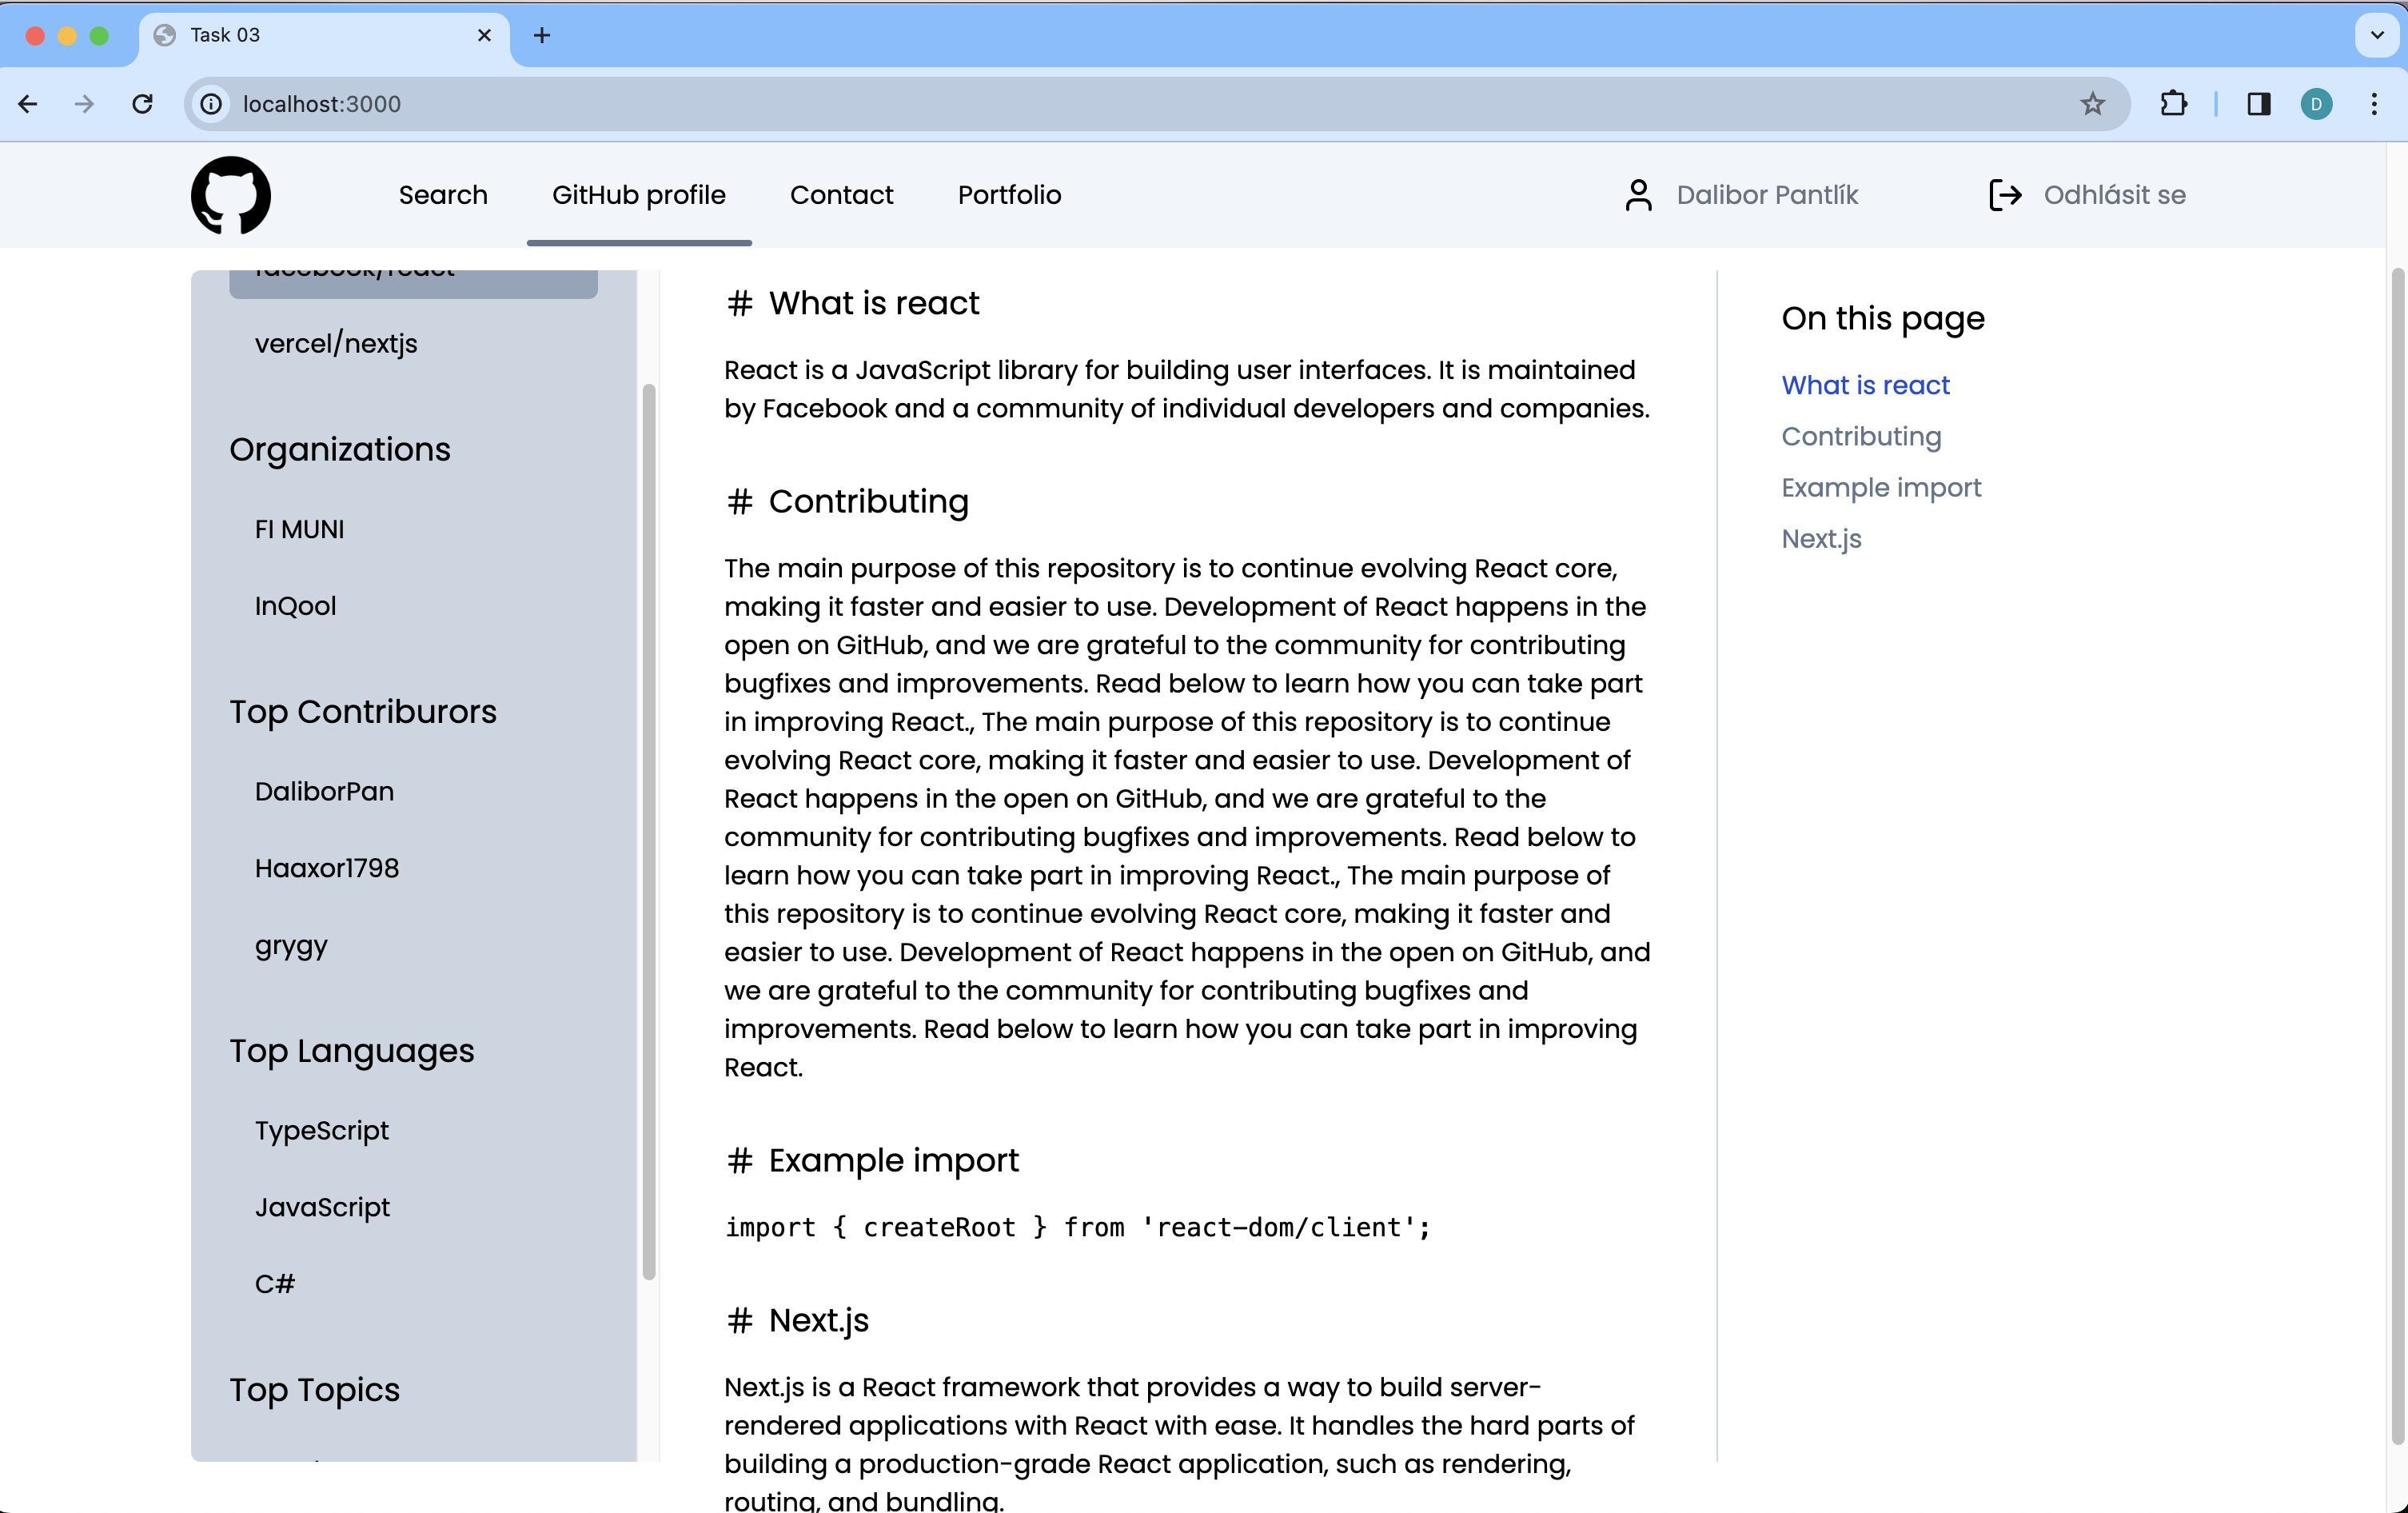 Task 03
localhost:3000
D
Search
GitHub profile
Contact
Portfolio
Dalibor Pantlík
Odhlásit se
facebook/react
vercel/nextjs
Organizations
FI MUNI
InQool
Top Contriburors
DaliborPan
Haaxor1798
grygy
Top Languages
TypeScript
JavaScript
C#
Top Topics
# What is react
React is a JavaScript library for building user interfaces. It is maintained
by Facebook and a community of individual developers and companies.
# Contributing
The main purpose of this repository is to continue evolving React core,
making it faster and easier to use. Development of React happens in the
open on GitHub, and we are grateful to the community for contributing
bugfixes and improvements. Read below to learn how you can take part
in improving React., The main purpose of this repository is to continue
evolving React core, making it faster and easier to use. Development of
React happens in the open on GitHub, and we are grateful to the
community for contributing bugfixes and improvements. Read below to
learn how you can take part in improving React., The main purpose of
this repository is to continue evolving React core, making it faster and
easier to use. Development of React happens in the open on GitHub, and
we are grateful to the community for contributing bugfixes and
improvements. Read below to learn how you can take part in improving
React.
# Example import
import { createRoot } from 'react-dom/client';
# Next.js
Next.js is a React framework that provides a way to build server-
rendered applications with React with ease. It handles the hard parts of
building a production-grade React application, such as rendering,
routing, and bundling.
On this page
What is react
Contributing
Example import
Next.js